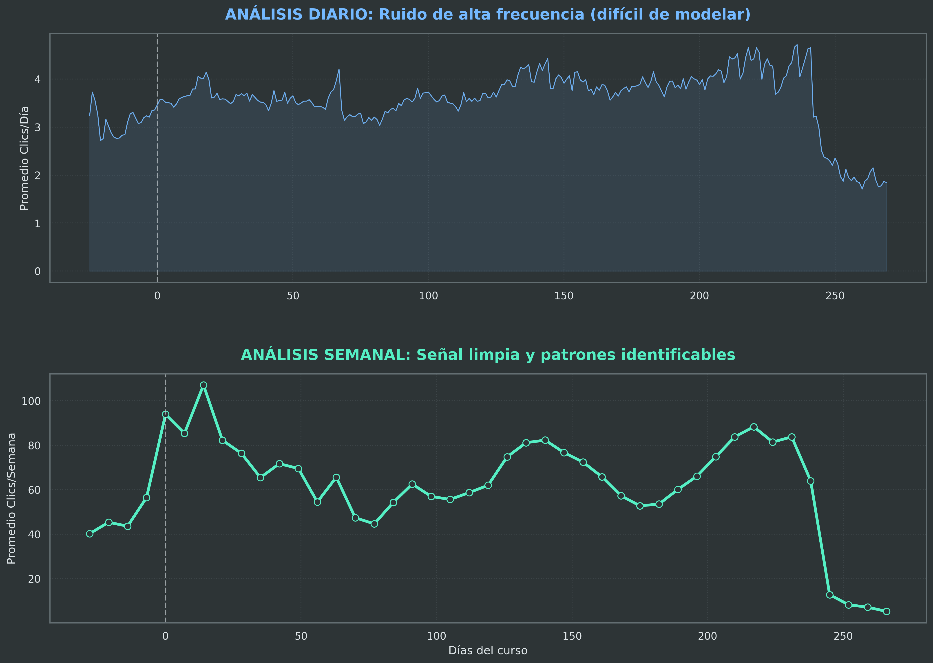 ANÁLISIS DIARIO: Ruido de alta frecuencia (difícil de modelar)
Promedio Clics/Día
4
3
2
1
0
0 50 100 150 200 250
ANÁLISIS SEMANAL: Señal limpia y patrones identificables
Promedio Clics/Semana
100
80
60
40
20
0 50 100 150 200 250
Días del curso